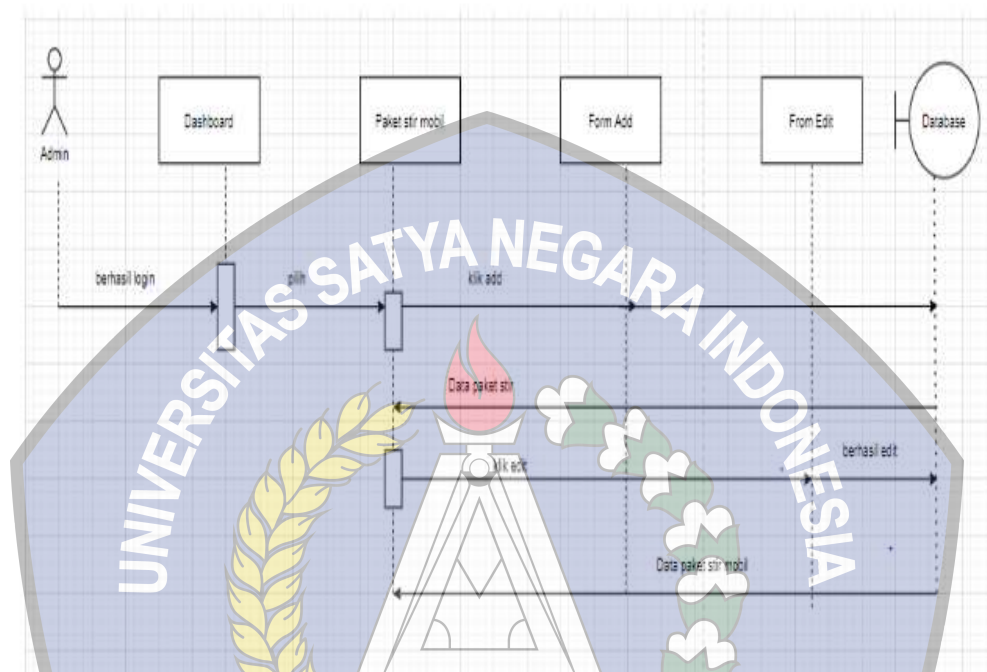 Dashboard
Paket stir mobil
Form Add
From Edit
Database
Admin
UNIVERSITAS SATYA NEGARA INDONESIA
berhasil login
pilih
klik add
Data paket stir
berhasil edit
klik edit
Data paket stir mobil